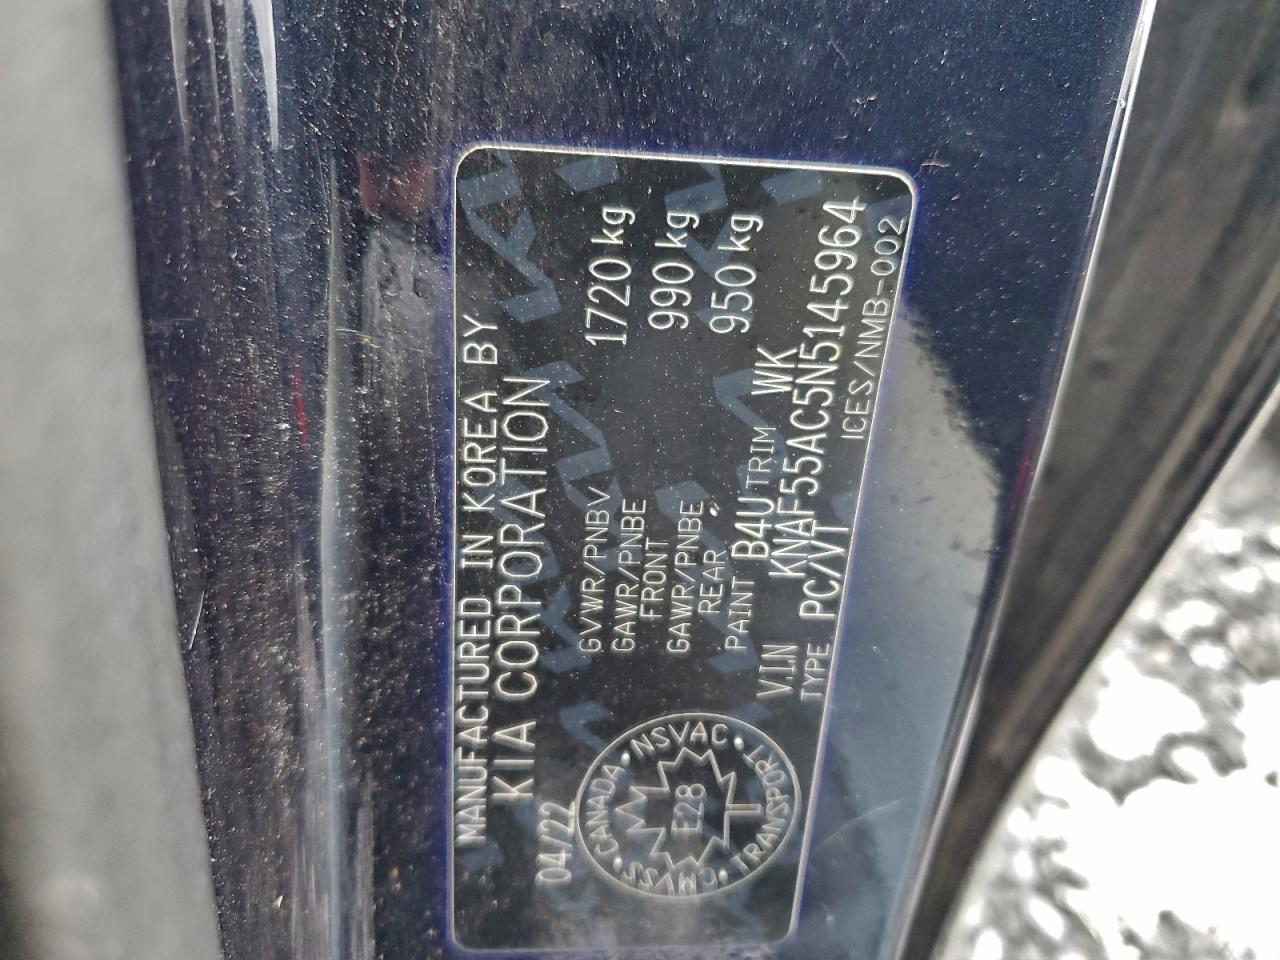 MANUFACTURED IN KOREA BY
KIA CORPORATION
04/22
GVWR/PNBV 1720 kg
GAWR/PNBE FRONT 990 kg
GAWR/PNBE REAR 950 kg
PAINT B4U TRIM WK
V.I.N KNAF55AC5N5145964
TYPE PC/VT
ICES/NMB-002
CANADA · NSVAC · TRANSPORT · CMVSS ·
E28